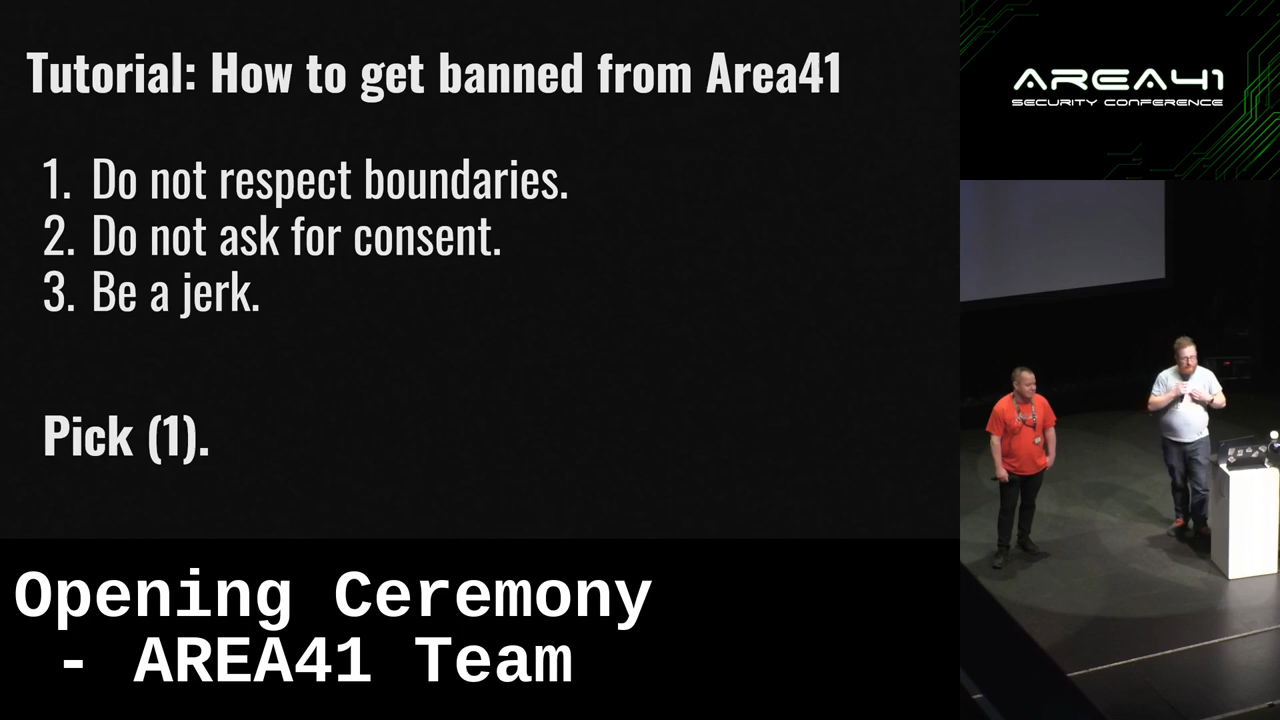 Tutorial: How to get banned from Area41
1. Do not respect boundaries.
2. Do not ask for consent.
3. Be a jerk.
Pick (1).
Opening Ceremony
- AREA41 Team
AREA41
SECURITY CONFERENCE